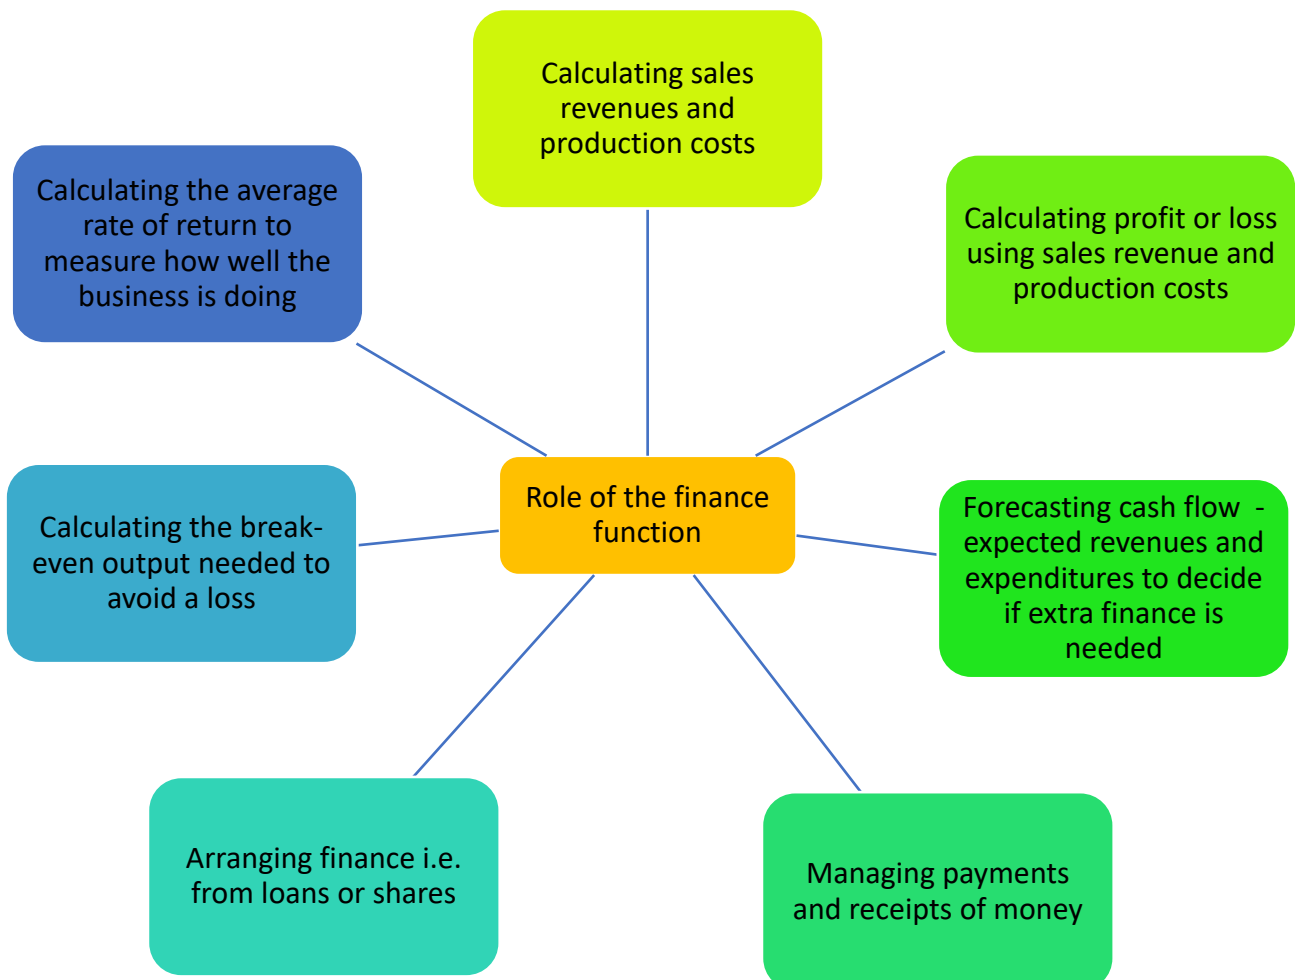 Calculating sales
revenues and
production costs
Calculating the average
rate of return to
measure how well the
business is doing
Calculating profit or loss
using sales revenue and
production costs
Role of the finance
function
Calculating the break-
even output needed to
avoid a loss
Forecasting cash flow  -
expected revenues and
expenditures to decide
if extra finance is
needed
Arranging finance i.e.
from loans or shares
Managing payments
and receipts of money